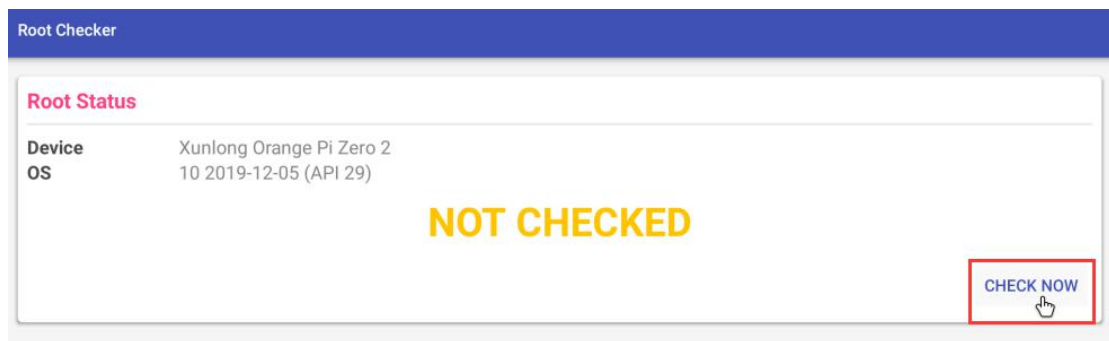 Root Checker
Root Status
Device Xunlong Orange Pi Zero 2
OS 10 2019-12-05 (API 29)
NOT CHECKED
CHECK NOW